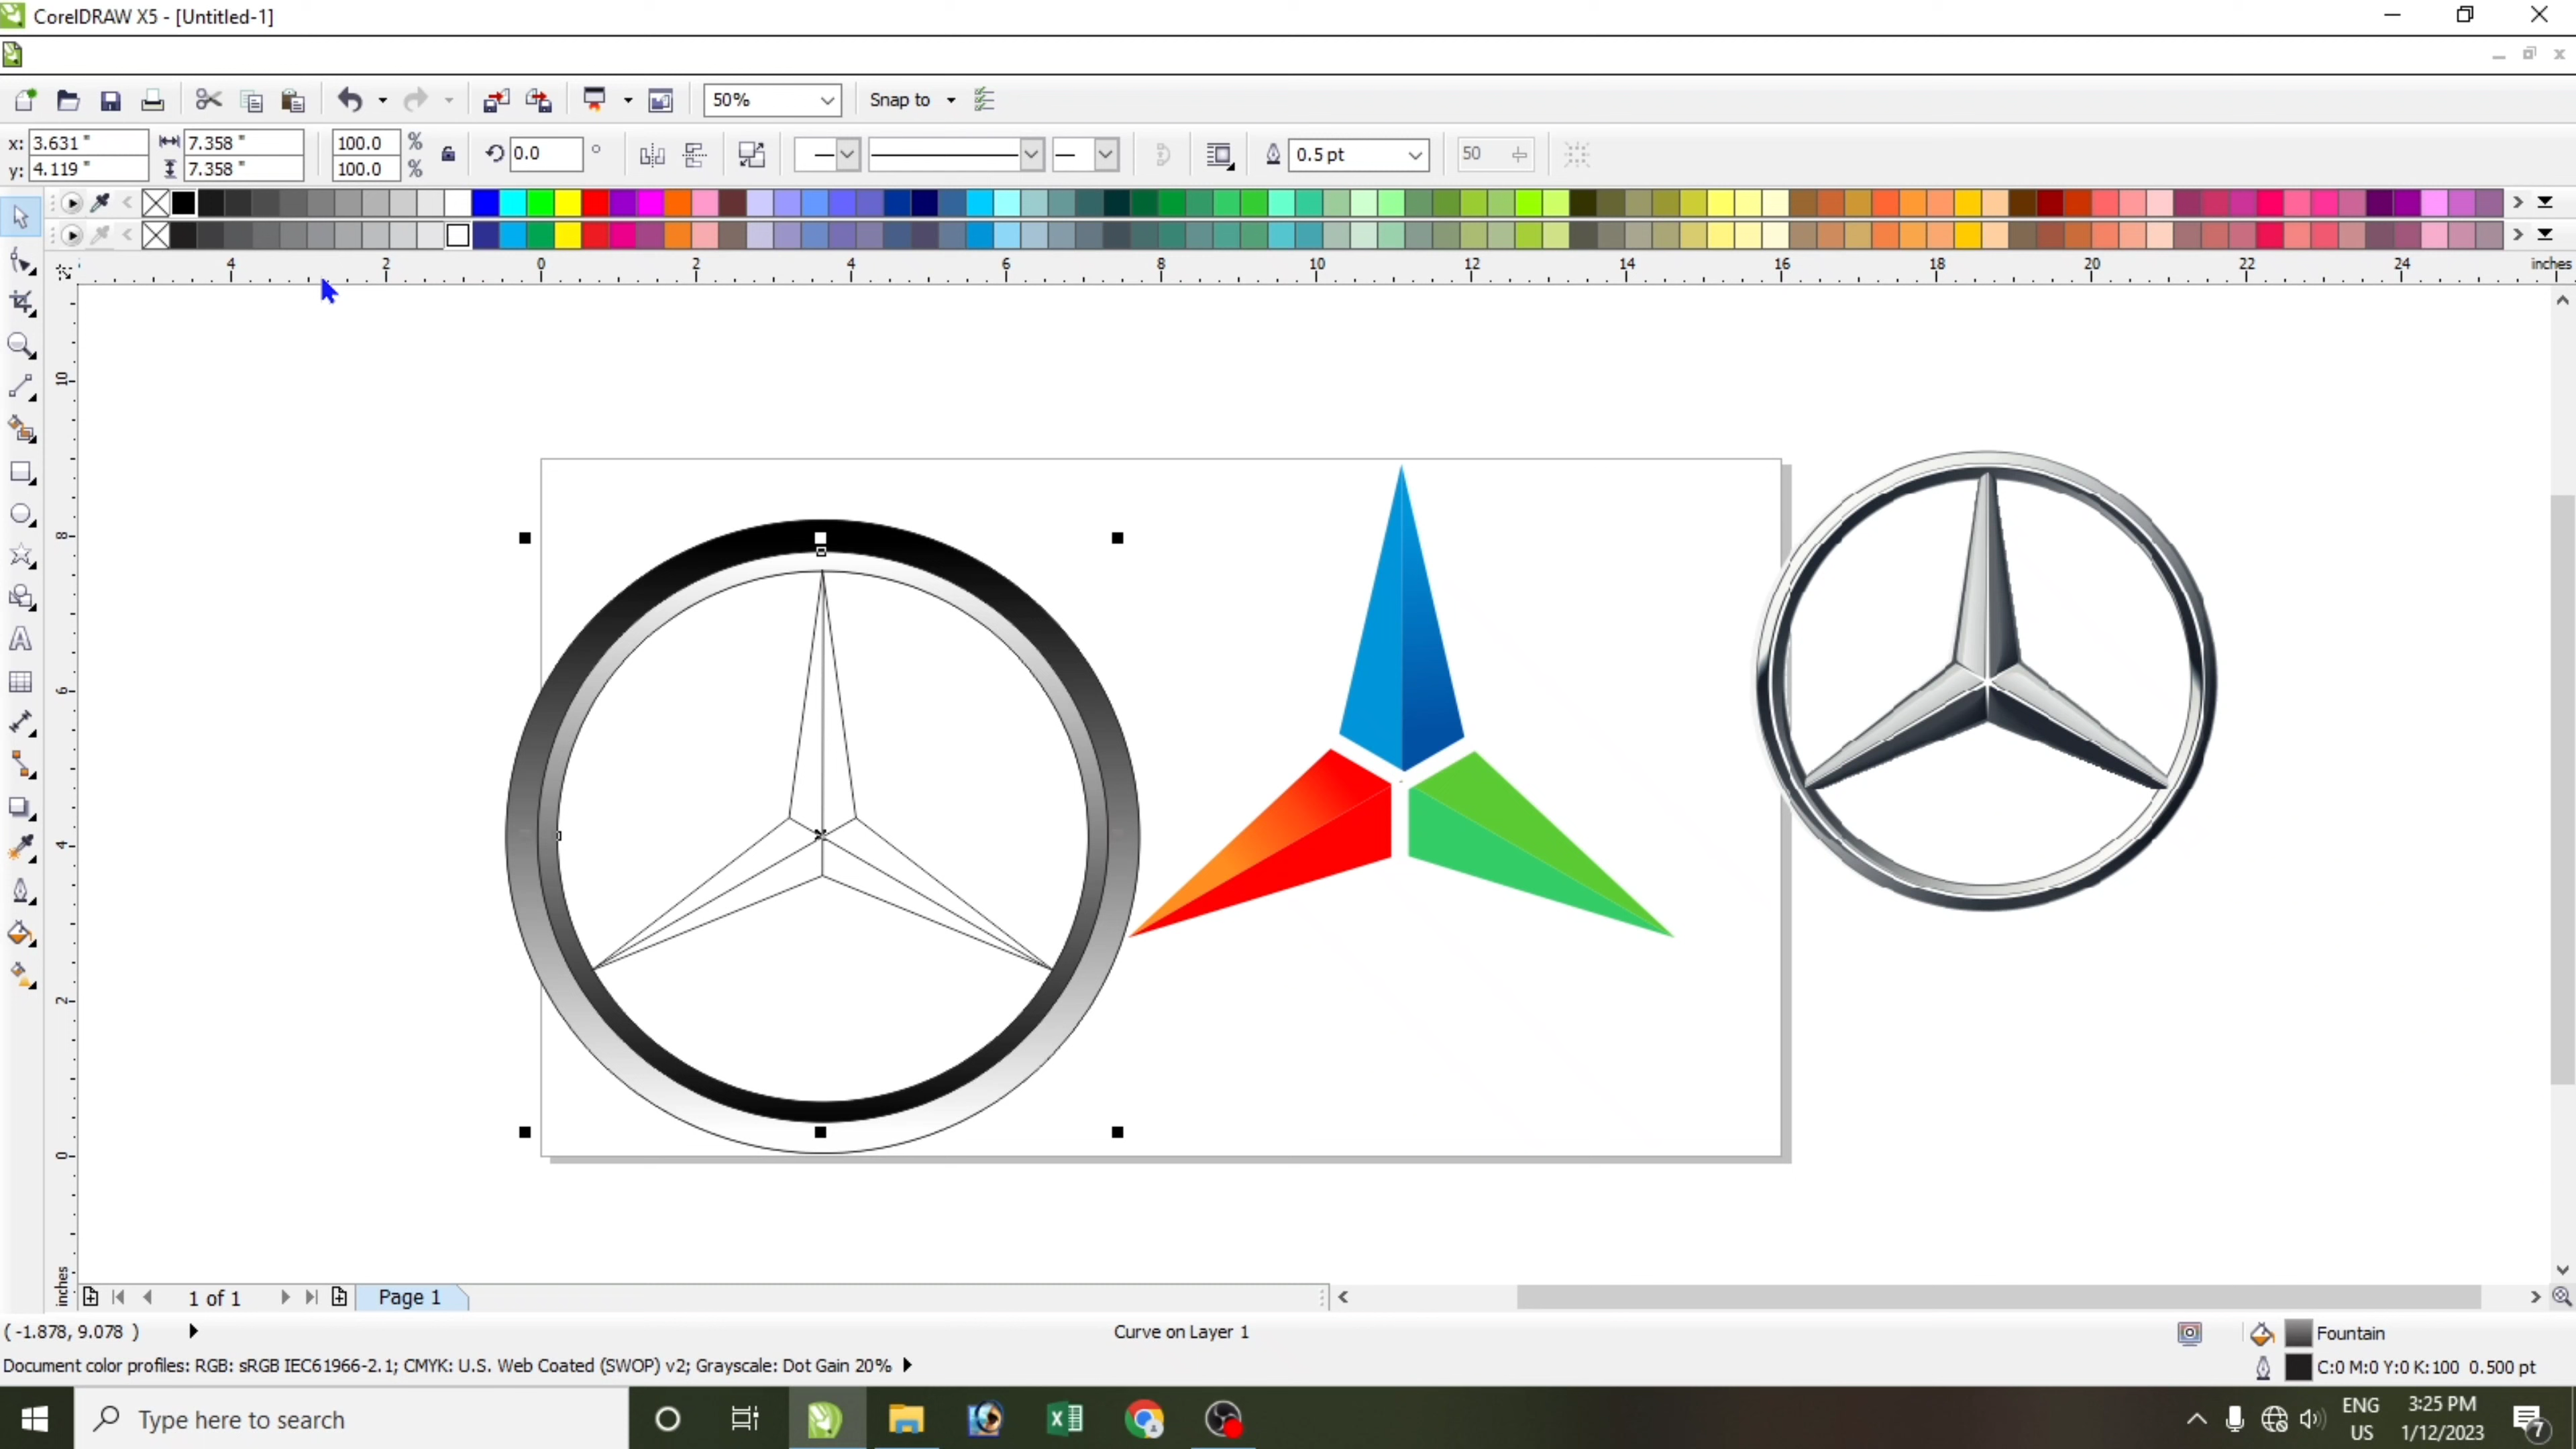 CorelDRAW X5 - [Untitled-1]
50%
Snap to
x: 3.631 " 7.358 " 100.0 %
y: 4.119 " 7.358 " 100.0 %
0.0 °
0.5 pt
50
4 2 0 2 4 6 8 10 12 14 16 18 20 22 24 inches
10
8
6
4
2
0
inches
1 of 1
Page 1
( -1.878, 9.078 )
Curve on Layer 1
Fountain
Document color profiles: RGB: sRGB IEC61966-2.1; CMYK: U.S. Web Coated (SWOP) v2; Grayscale: Dot Gain 20%
C:0 M:0 Y:0 K:100 0.500 pt
Type here to search
ENG
US
3:25 PM
1/12/2023
7